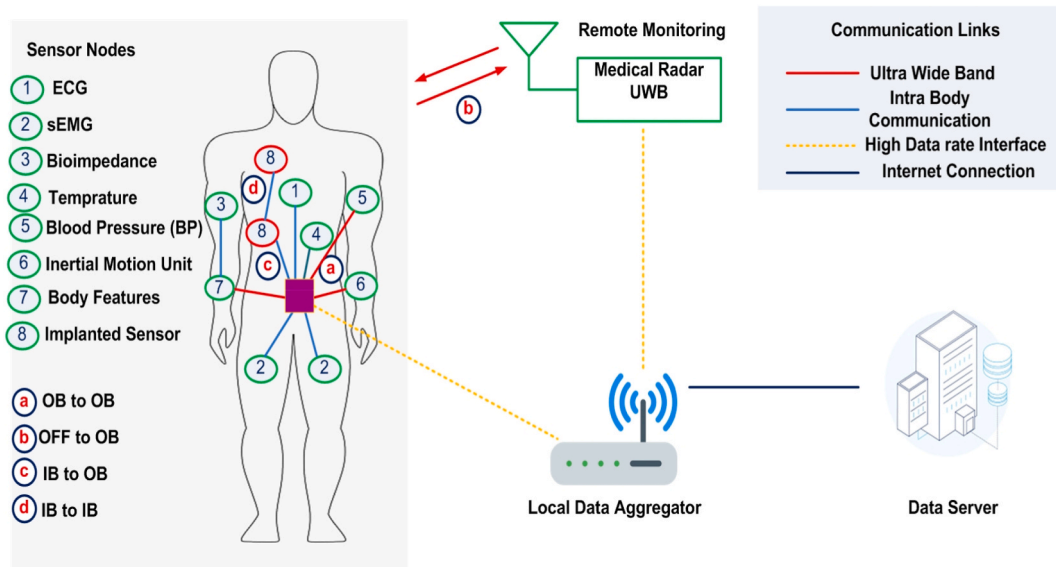 Sensor Nodes
1 ECG
2 sEMG
3 Bioimpedance
4 Temprature
5 Blood Pressure (BP)
6 Inertial Motion Unit
7 Body Features
8 Implanted Sensor
a OB to OB
b OFF to OB
c IB to OB
d IB to IB
8
d
1
3
5
8
4
c
a
7
6
2
2
b
Remote Monitoring
Medical Radar
UWB
Communication Links
Ultra Wide Band
Intra Body
Communication
High Data rate Interface
Internet Connection
Local Data Aggregator
Data Server